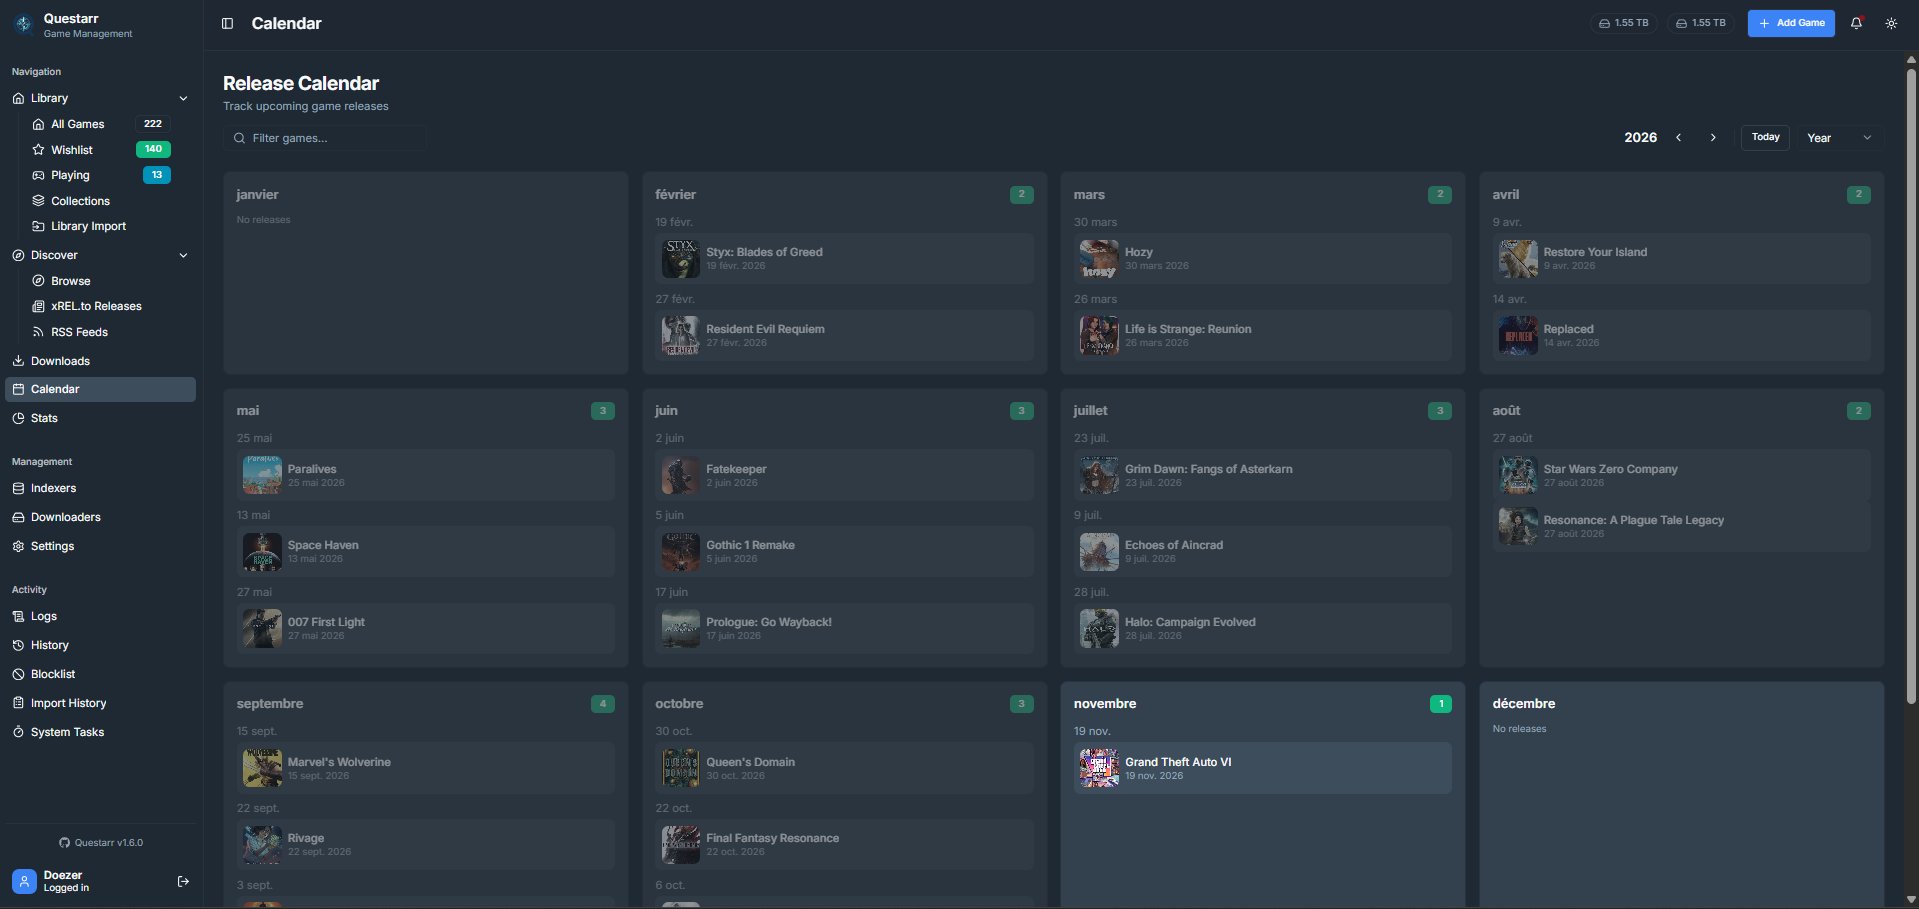 Questarr
Game Management
Navigation
Library
All Games 222
Wishlist 140
Playing 13
Collections
Library Import
Discover
Browse
xREL.to Releases
RSS Feeds
Downloads
Calendar
Stats
Management
Indexers
Downloaders
Settings
Activity
Logs
History
Blocklist
Import History
System Tasks
Questarr v1.6.0
Doezer
Logged in
Calendar
1.55 TB
1.55 TB
Add Game
Release Calendar
Track upcoming game releases
Filter games...
2026
Today
Year
janvier
No releases
février 2
19 févr.
STYX
Styx: Blades of Greed
19 févr. 2026
27 févr.
Resident Evil Requiem
27 févr. 2026
mars 2
30 mars
HOZY
Hozy
30 mars 2026
26 mars
Life is Strange: Reunion
26 mars 2026
avril 2
9 avr.
Restore Your Island
9 avr. 2026
14 avr.
REPLACED
Replaced
14 avr. 2026
mai 3
25 mai
Paralives
Paralives
25 mai 2026
13 mai
SPACE HAVEN
Space Haven
13 mai 2026
27 mai
007 First Light
27 mai 2026
juin 3
2 juin
Fatekeeper
2 juin 2026
5 juin
GOTHIC
Gothic 1 Remake
5 juin 2026
17 juin
Prologue: Go Wayback!
17 juin 2026
juillet 3
23 juil.
Grim Dawn: Fangs of Asterkarn
23 juil. 2026
9 juil.
Echoes of Aincrad
9 juil. 2026
28 juil.
HALO
Halo: Campaign Evolved
28 juil. 2026
août 2
27 août
Star Wars Zero Company
27 août 2026
Resonance: A Plague Tale Legacy
27 août 2026
septembre 4
15 sept.
WOLVERINE
Marvel's Wolverine
15 sept. 2026
22 sept.
Rivage
22 sept. 2026
3 sept.
octobre 3
30 oct.
QUEEN'S DOMAIN
Queen's Domain
30 oct. 2026
22 oct.
Final Fantasy Resonance
22 oct. 2026
6 oct.
novembre 1
19 nov.
Grand Theft Auto VI
19 nov. 2026
décembre
No releases